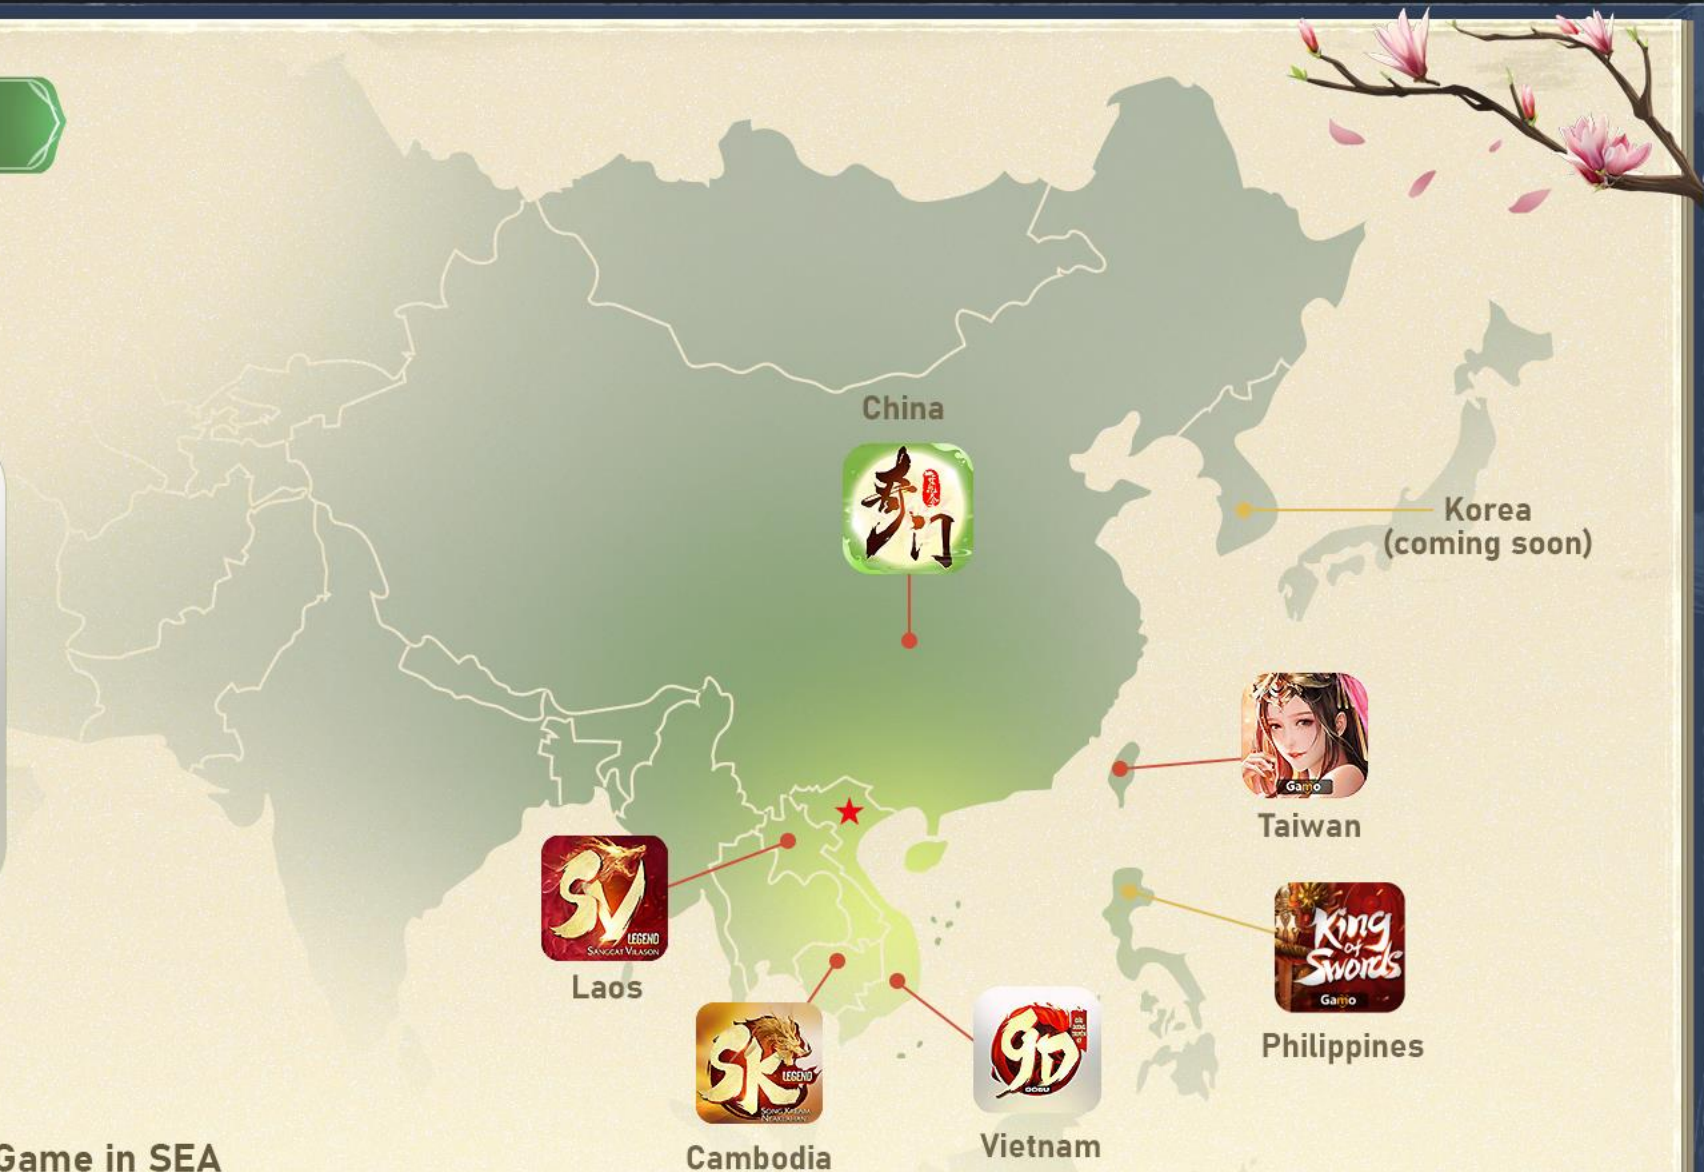 China
奇
门
Korea
(coming soon)
Gamo
Taiwan
SV
LEGEND
SANGCAT VILASON
Laos
King
of
Swords
Gamo
Philippines
SK
LEGEND
Cambodia
9D
Vietnam
Game in SEA